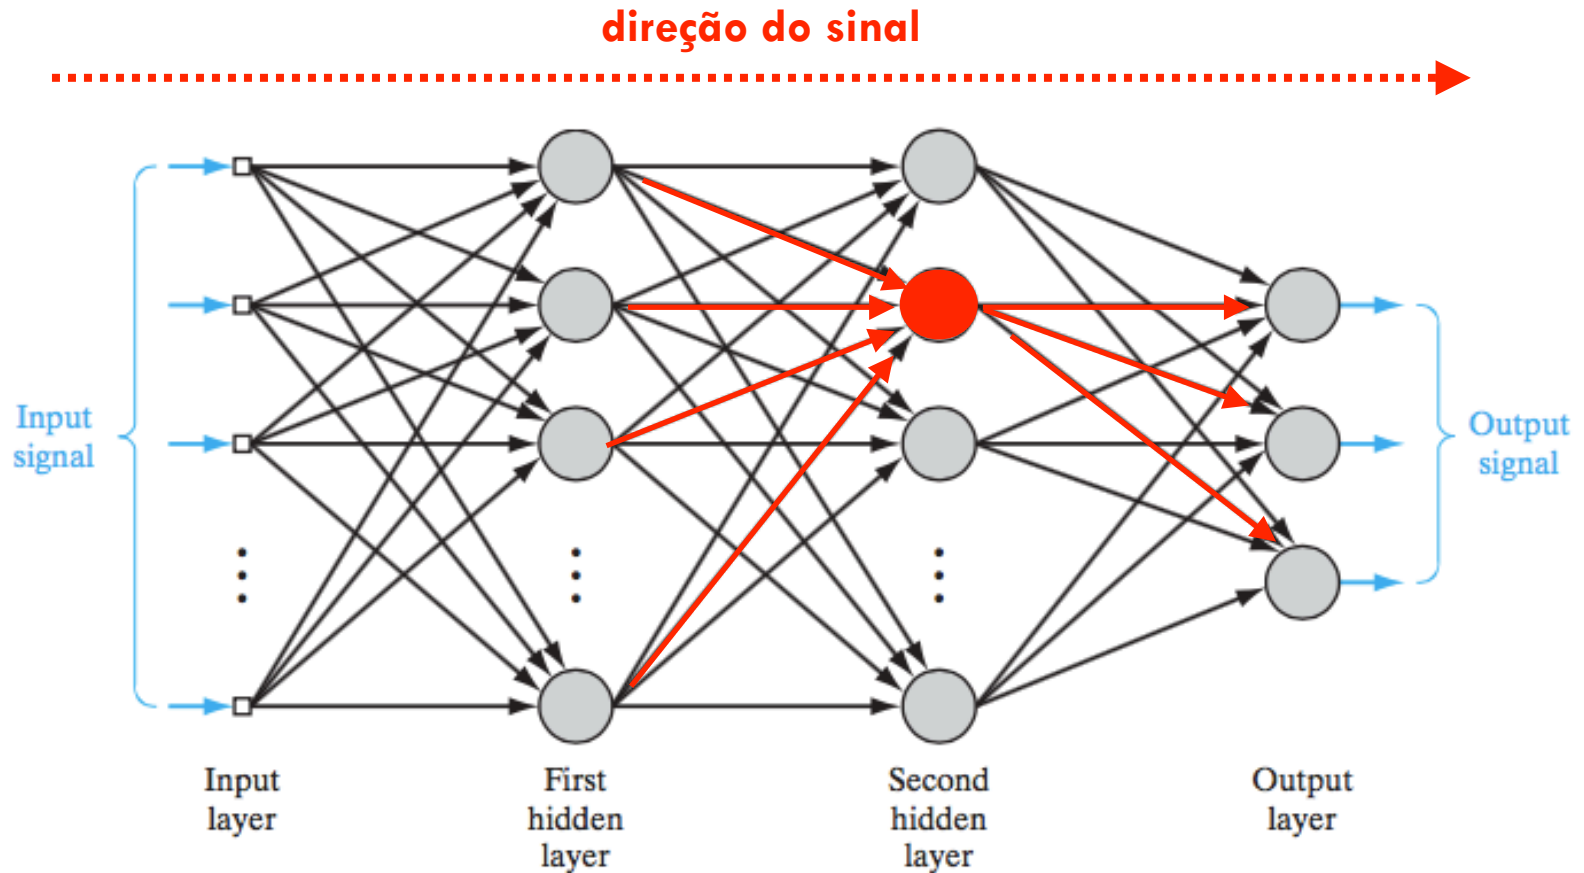 direção do sinal
Input
signal
Output
signal
Input
layer
First
hidden
layer
Second
hidden
layer
Output
layer